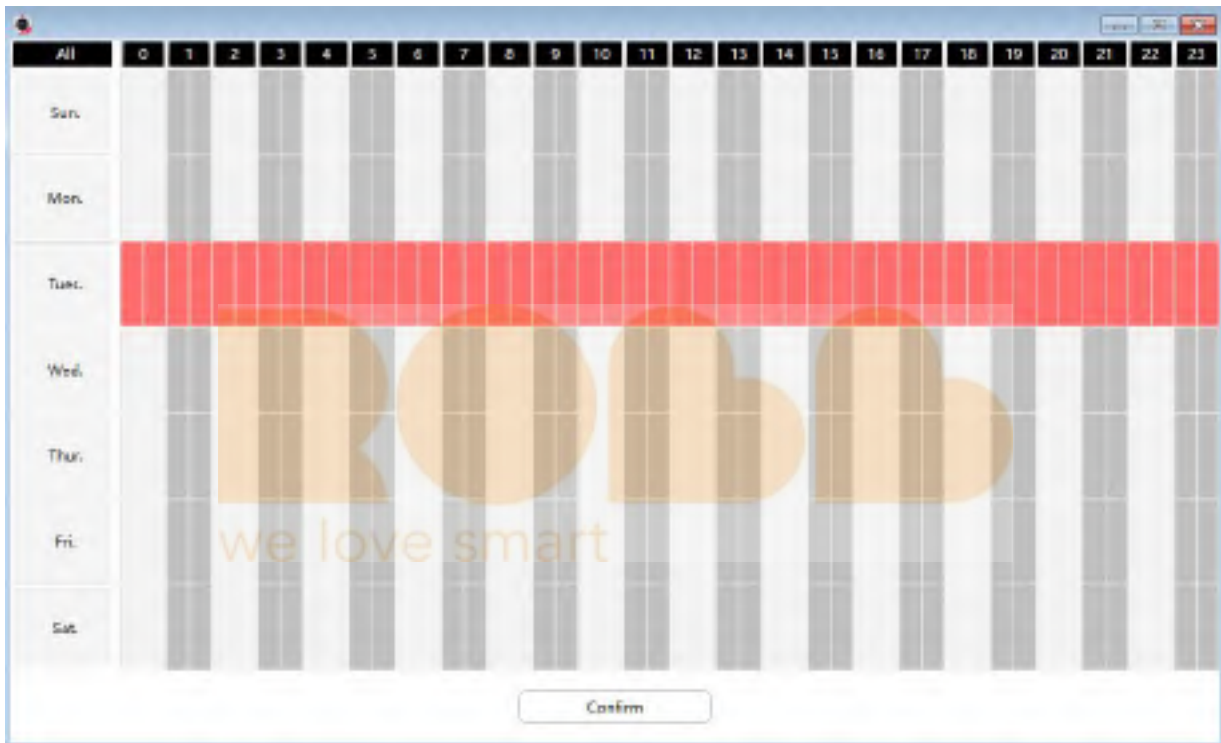 All 0 1 2 3 4 5 6 7 8 9 10 11 12 13 14 15 16 17 18 19 20 21 22 23
Sun.
Mon.
Tues.
Wed.
Thur.
Fri.
Sat.
ROBB
we love smart
Confirm